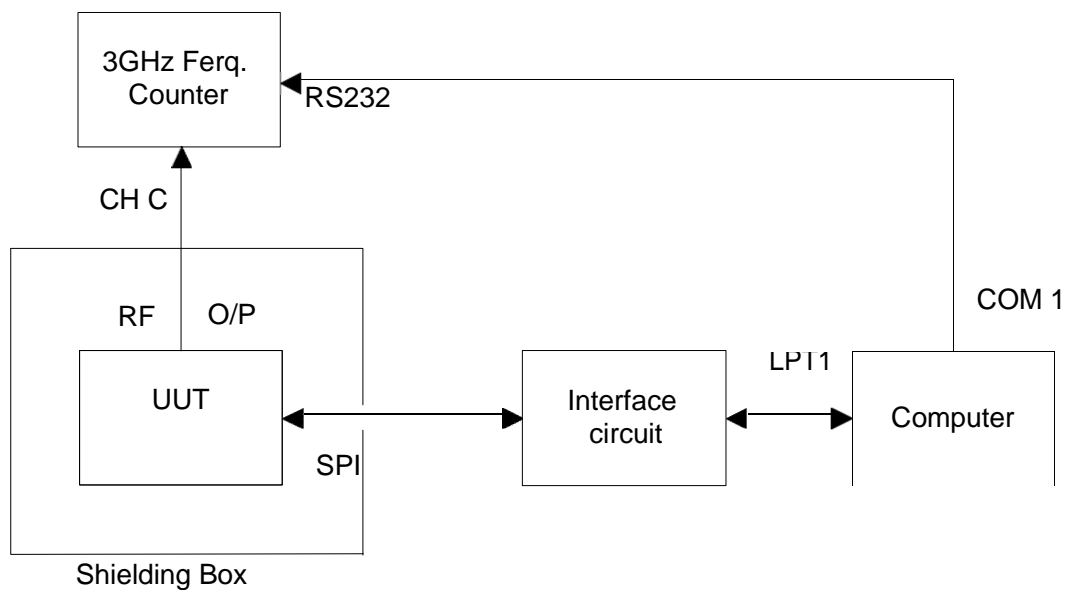 3GHz Ferq.
Counter
RS232
CH C
COM 1
RF O/P
LPT1
UUT
Interface
circuit
Computer
SPI
Shielding Box